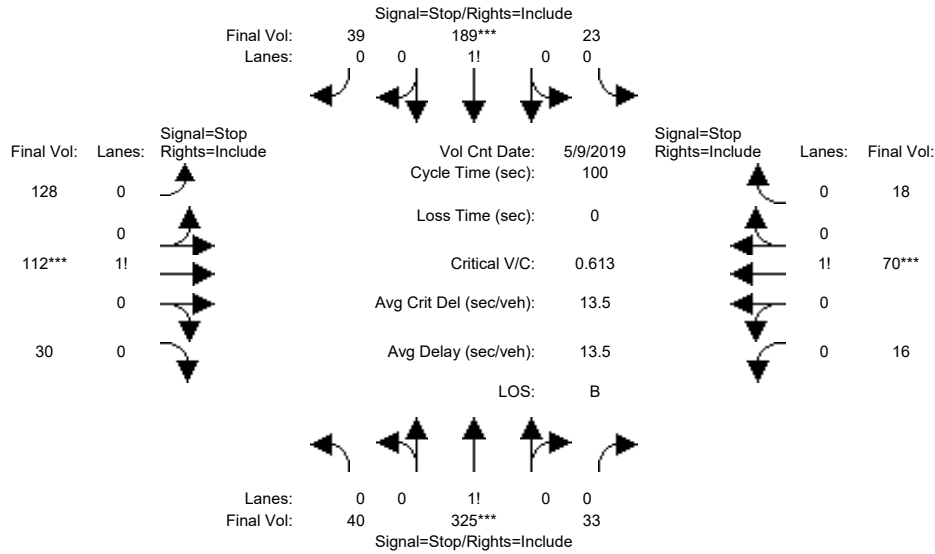 Signal=Stop/Rights=Include
Final Vol: 39 189*** 23
Lanes: 0 0 1! 0 0
Signal=Stop
Final Vol: Lanes: Rights=Include
Vol Cnt Date: 5/9/2019
Signal=Stop
Rights=Include Lanes: Final Vol:
Cycle Time (sec): 100
128 0
0 18
Loss Time (sec): 0
0
0
112*** 1!
Critical V/C: 0.613
1! 70***
0
Avg Crit Del (sec/veh): 13.5
0
30 0
Avg Delay (sec/veh): 13.5
0 16
LOS: B
Lanes: 0 0 1! 0 0
Final Vol: 40 325*** 33
Signal=Stop/Rights=Include